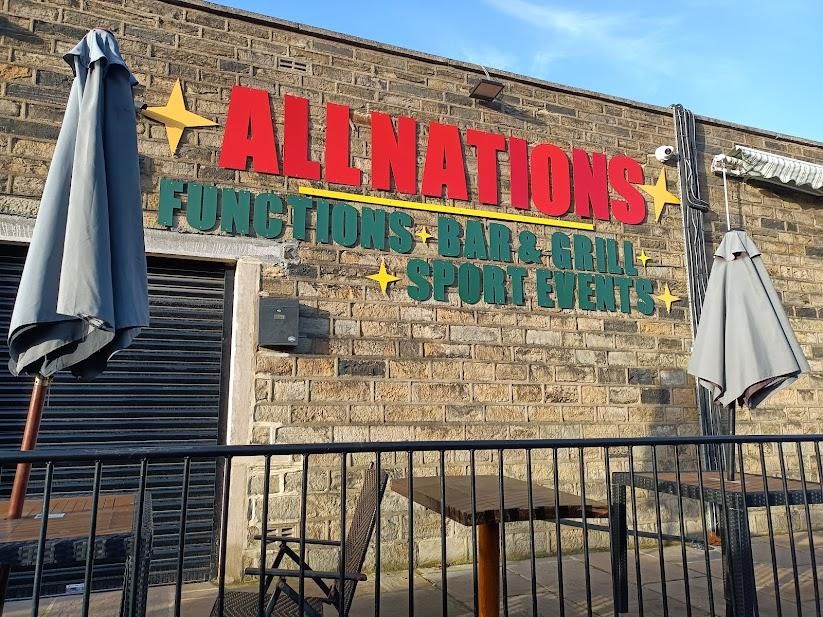 ALLNATIONS
FUNCTIONS BAR & GRILL
SPORT EVENTS